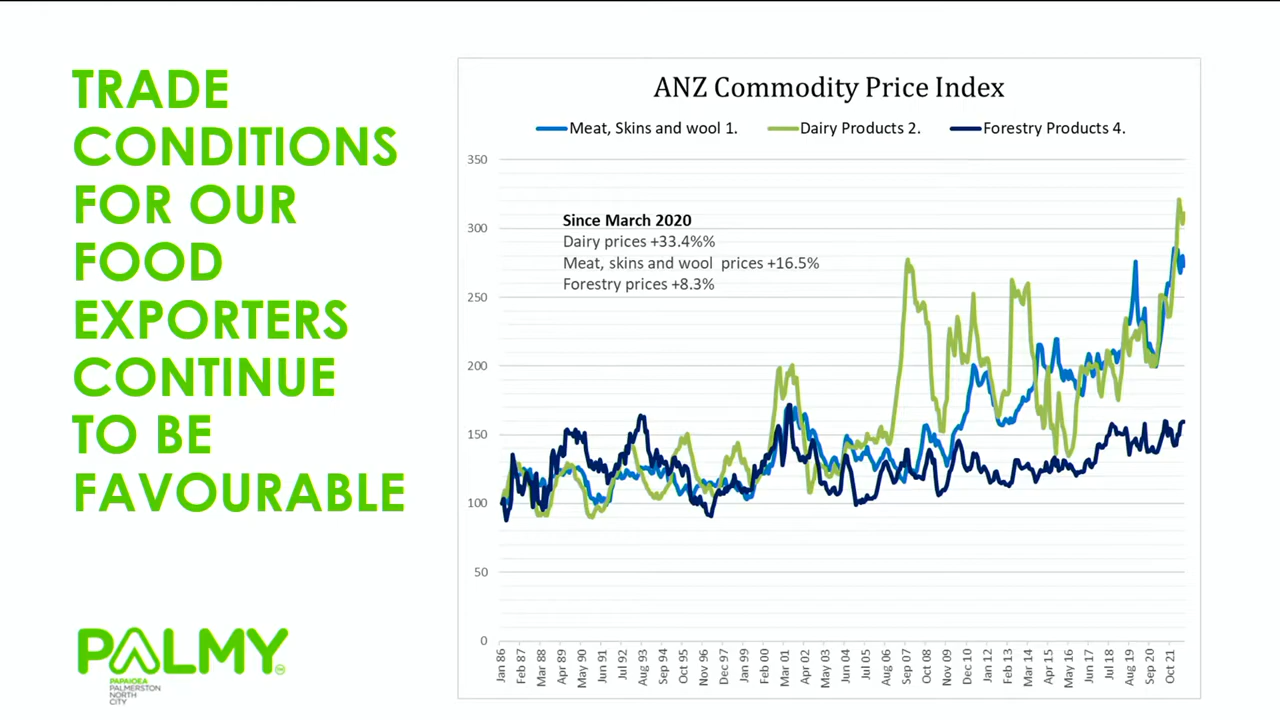 TRADE
CONDITIONS
FOR OUR
FOOD
EXPORTERS
CONTINUE
TO BE
FAVOURABLE
PALMY
PAPAIOEA
PALMERSTON
NORTH
CITY
ANZ Commodity Price Index
Meat, Skins and wool 1.
Dairy Products 2.
Forestry Products 4.
Since March 2020
Dairy prices +33.4%%
Meat, skins and wool prices +16.5%
Forestry prices +8.3%
350
300
250
200
150
100
50
0
Jan 86
Feb 87
Mar 88
Apr 89
May 90
Jun 91
Jul 92
Aug 93
Sep 94
Oct 95
Nov 96
Dec 97
Jan 99
Feb 00
Mar 01
Apr 02
May 03
Jun 04
Jul 05
Aug 06
Sep 07
Oct 08
Nov 09
Dec 10
Jan 12
Feb 13
Mar 14
Apr 15
May 16
Jun 17
Jul 18
Aug 19
Sep 20
Oct 21